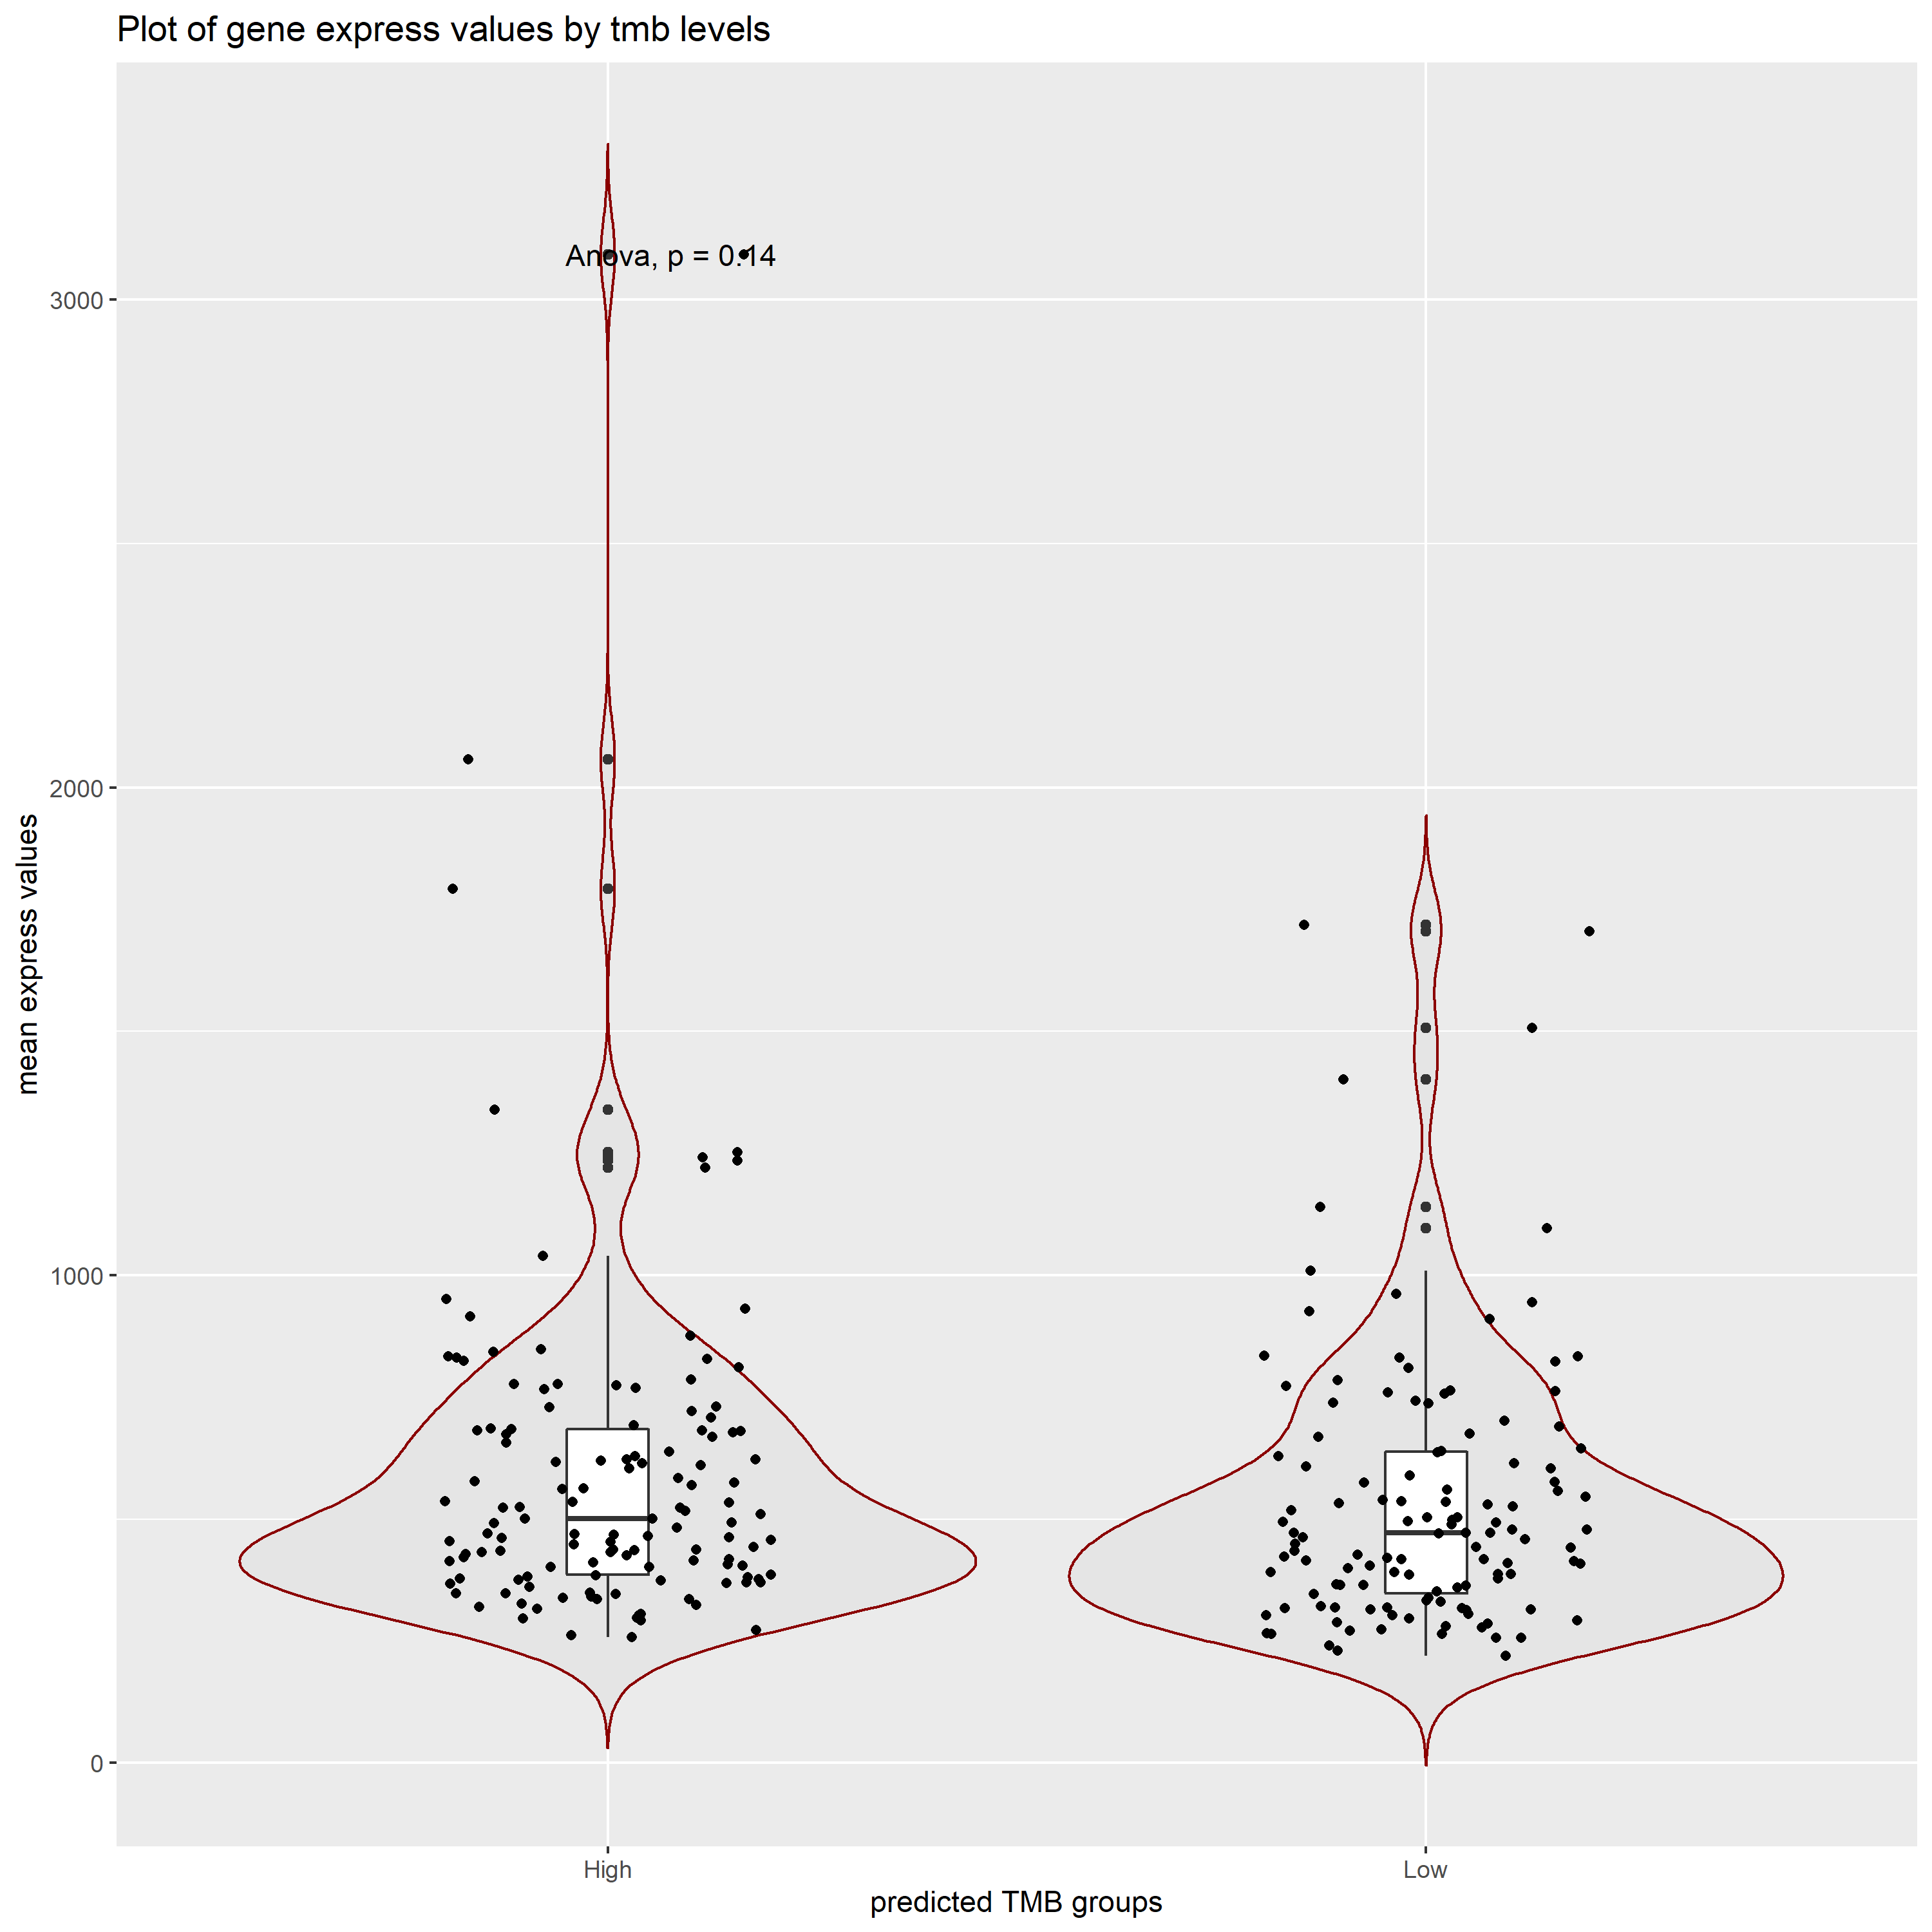 Plot of gene express values by tmb levels
Anova, p = 0.14
3000
2000
1000
0
mean express values
High
Low
predicted TMB groups